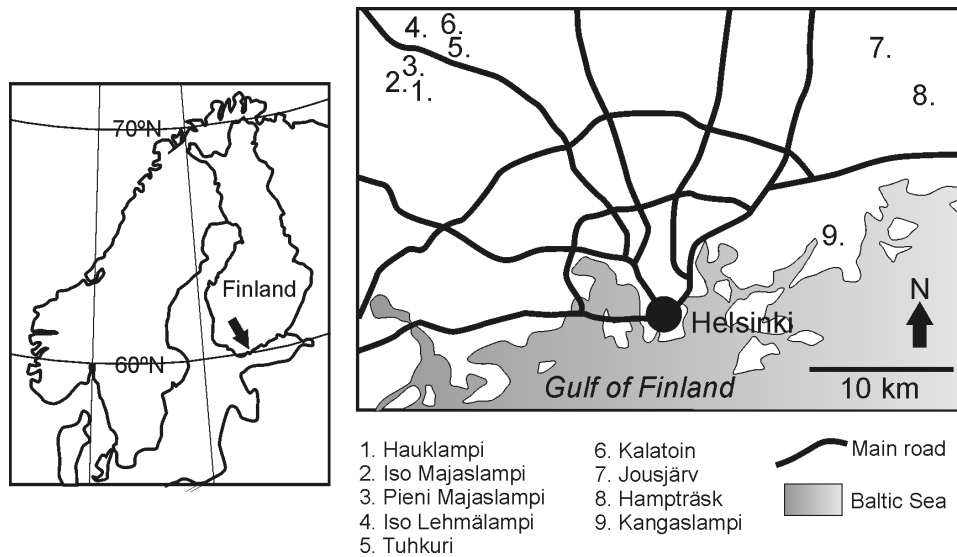 70ºN
Finland
60ºN
4. 6.
5.
3.
2. 1.
7.
8.
9.
N
Helsinki
Gulf of Finland
10 km
1. Hauklampi
2. Iso Majaslampi
3. Pieni Majaslampi
4. Iso Lehmälampi
5. Tuhkuri
6. Kalatoin
7. Jousjärv
8. Hampträsk
9. Kangaslampi
Main road
Baltic Sea